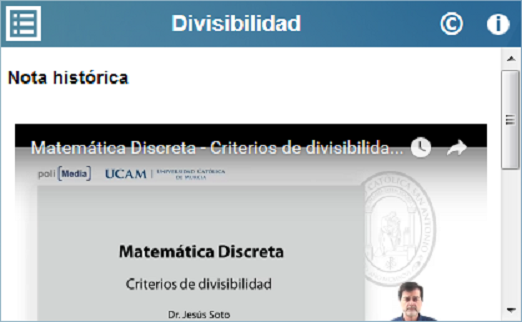 Divisibilidad
©
i
Nota histórica
Matemática Discreta - Criterios de divisibilida...
poli [Media] UCAM | UNIVERSIDAD CATÓLICA
DE MURCIA
Matemática Discreta
Criterios de divisibilidad
Dr. Jesús Soto